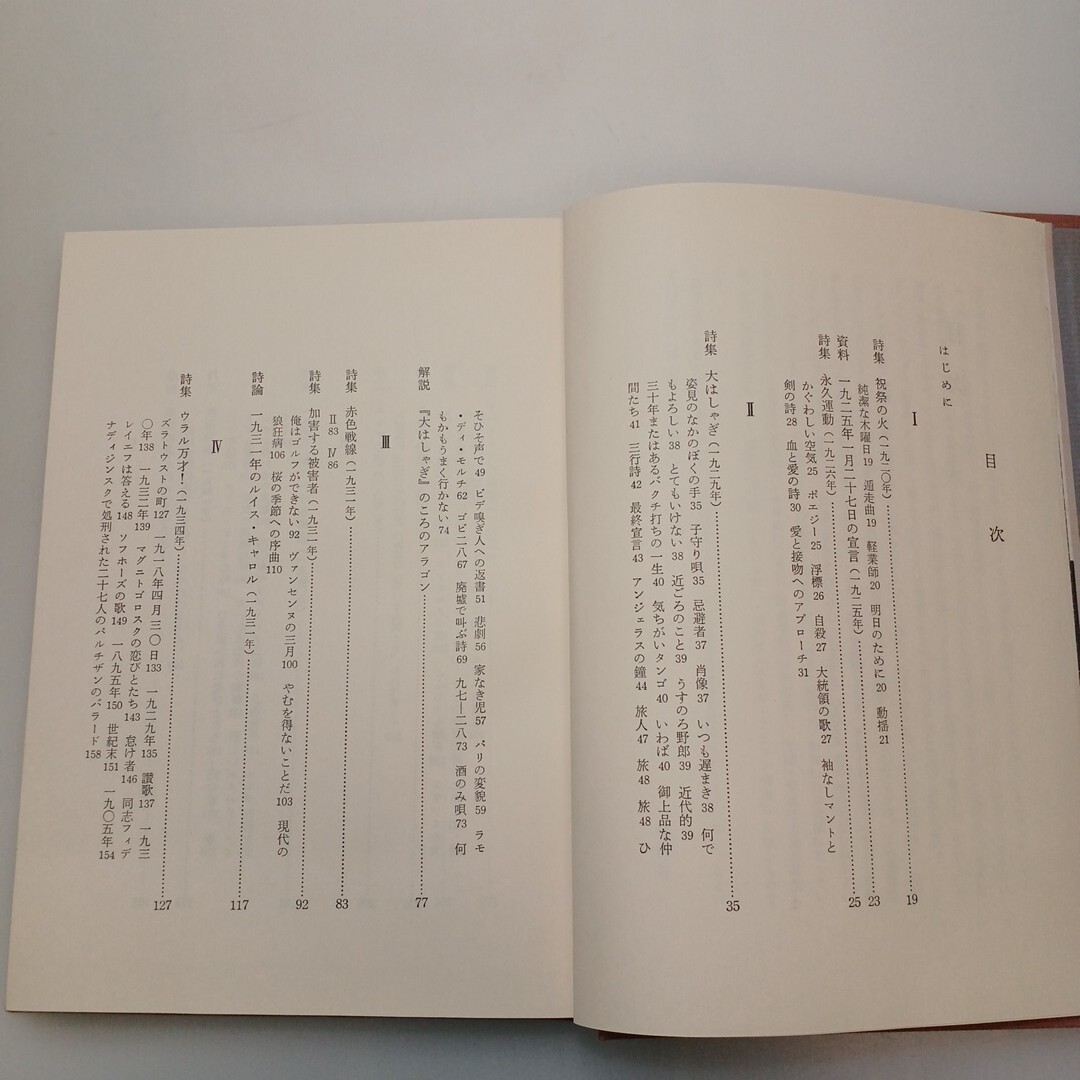 目次
はじめに
Ⅰ
詩集　祝祭の火（一九二〇年）……19
純潔な木曜日19　遁走曲19　軽業師20　明日のために20　動揺21
資料　一九二五年一月二十七日の宣言（一九二五年）……23
詩集　永久運動（一九二六年）……25
かぐわしい空気25　ポエジー25　浮標26　自殺27　大統領の歌27　袖なしマントと
剣の詩28　血と愛の詩30　愛と接吻へのアプローチ31
Ⅱ
詩集　大はしゃぎ（一九二九年）……35
姿見のなかのぼくの手35　子守り唄35　忌避者37　肖像37　いつも遅まき38　何で
もよろしい38　とてもいけない38　近ごろのこと39　うすのろ野郎39　近代的39
三十年またはあるバクチ打ちの一生40　気ちがいタンゴ40　いわば40　御上品な仲
間たち41　三行詩42　最終宣言43　アンジェラスの鐘44　旅人47　旅48　旅48　ひ
そひそ声で49　ビデ嗅ぎ人への返書51　悲劇56　家なき児57　パリの変貌59　ラモ
・ディ・モルチ62　ゴビ二八67　廃墟で叫ぶ詩69　九七―二八73　酒のみ唄73　何
もかもうまく行かない74
解説　『大はしゃぎ』のころのアラゴン……77
Ⅲ
詩集　赤色戦線（一九三一年）……83
Ⅱ83　Ⅳ86
詩集　加害する被害者（一九三一年）……92
俺はゴルフができない92　ヴァンセンヌの三月100　やむを得ないことだ103　現代の
狼狂病106　桜の季節への序曲110
詩論　一九三一年のルイス・キャロル（一九三一年）……117
Ⅳ
詩集　ウラル万才！（一九三四年）……127
ズラトウストの町127　一九一八年四月三〇日133　一九二九年135　讃歌137　一九三
〇年138　一九三二年139　マグニトゴロスクの恋びとたち143　怠け者146　同志フィデ
レイエフは答える148　ソフホーズの歌149　一八九五年150　世紀末151　一九〇五年154
ナディジンスクで処刑された二十七人のパルチザンのバラード158